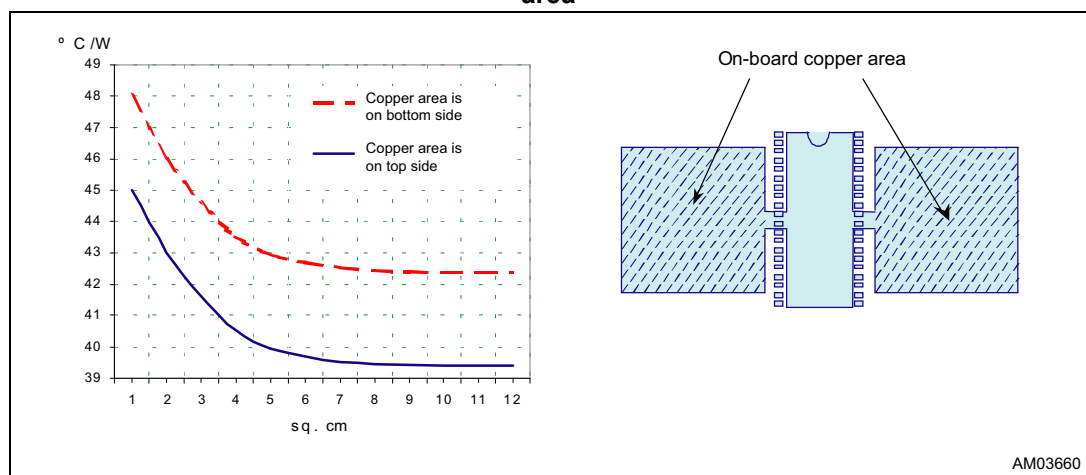 area
º C /W
49
48
47
46
45
44
43
42
41
40
39
1 2 3 4 5 6 7 8 9 10 11 12
sq. cm
Copper area is
on bottom side
Copper area is
on top side
On-board copper area
AM03660